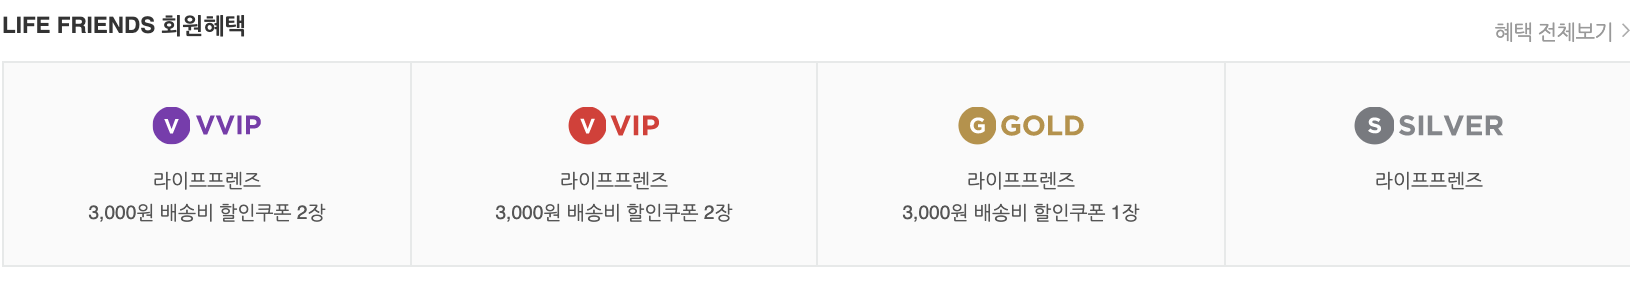 LIFE FRIENDS 회원혜택
혜택 전체보기 >
V VVIP
라이프프렌즈
3,000원 배송비 할인쿠폰 2장
V VIP
라이프프렌즈
3,000원 배송비 할인쿠폰 2장
G GOLD
라이프프렌즈
3,000원 배송비 할인쿠폰 1장
S SILVER
라이프프렌즈